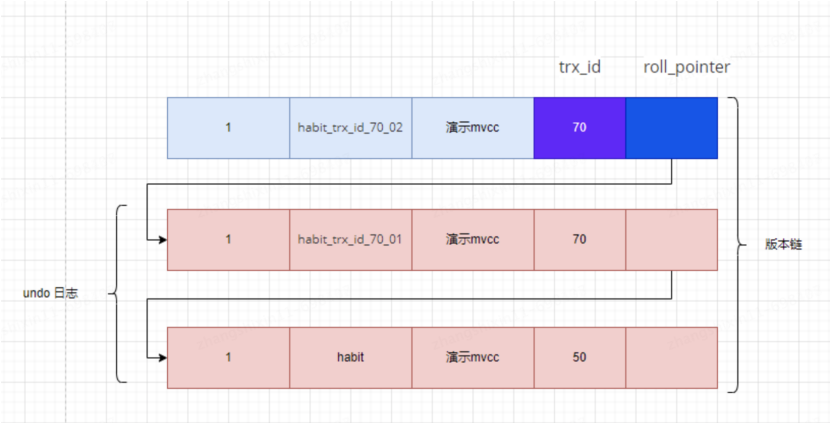 trx_id roll_pointer
1 habit_trx_id_70_02 演示mvcc 70
1 habit_trx_id_70_01 演示mvcc 70
版本链
undo 日志
1 habit 演示mvcc 50